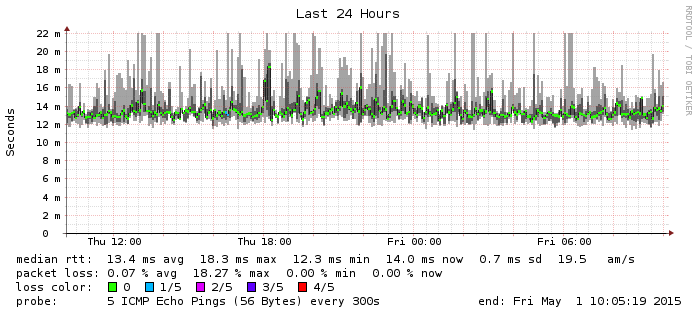 Last 24 Hours
RRDTOOL / TOBI OETIKER
Seconds
22 m
20 m
18 m
16 m
14 m
12 m
10 m
8 m
6 m
4 m
2 m
0
Thu 12:00 Thu 18:00 Fri 00:00 Fri 06:00
median rtt: 13.4 ms avg 18.3 ms max 12.3 ms min 14.0 ms now 0.7 ms sd 19.5 am/s
packet loss: 0.07 % avg 18.27 % max 0.00 % min 0.00 % now
loss color: 0 1/5 2/5 3/5 4/5
probe: 5 ICMP Echo Pings (56 Bytes) every 300s end: Fri May 1 10:05:19 2015